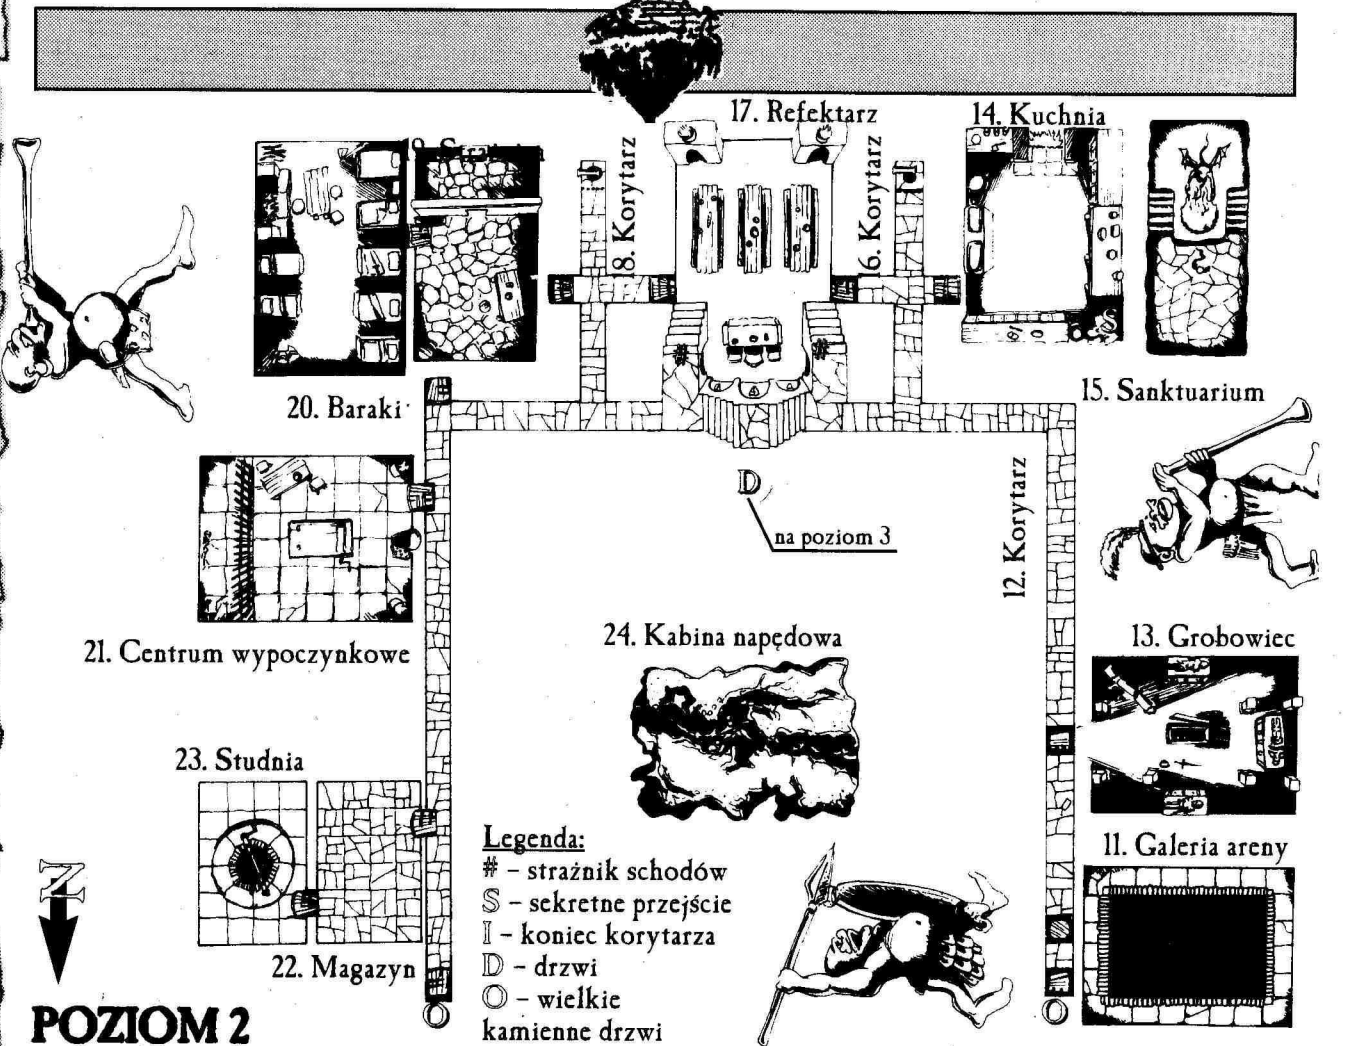 17. Refektarz
14. Kuchnia
18. Korytarz
16. Korytarz
20. Baraki
15. Sanktuarium
D
na poziom 3
12. Korytarz
21. Centrum wypoczynkowe
24. Kabina napędowa
13. Grobowiec
23. Studnia
11. Galeria areny
Legenda:
# – strażnik schodów
S – sekretne przejście
I – koniec korytarza
D – drzwi
O – wielkie
kamienne drzwi
22. Magazyn
N
O
O
POZIOM 2
#
#